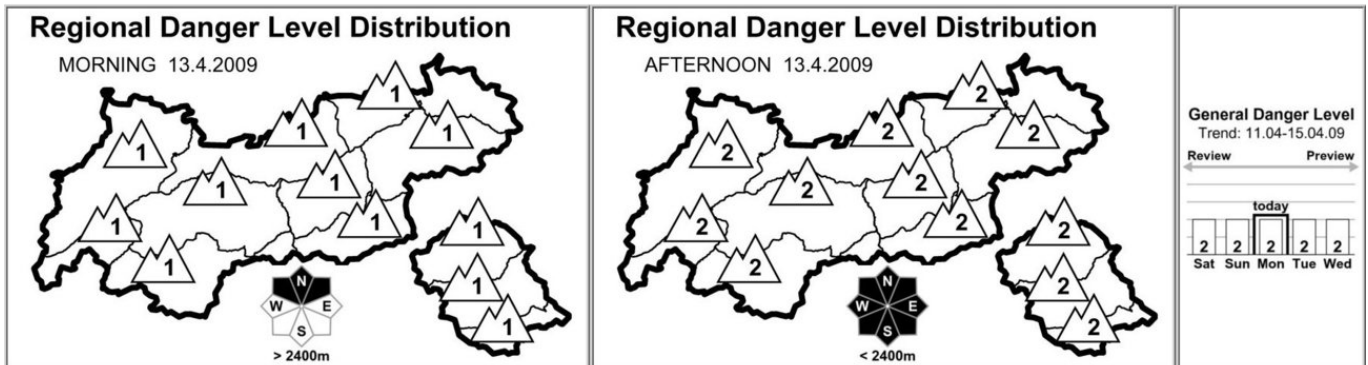 Regional Danger Level Distribution
MORNING 13.4.2009
1
1
1
1
1
1
1
1
1
1
1
1
N
W E
S
> 2400m
Regional Danger Level Distribution
AFTERNOON 13.4.2009
2
2
2
2
2
2
2
2
2
2
2
2
N
W E
S
< 2400m
General Danger Level
Trend: 11.04-15.04.09
Review Preview
today
2 2 2 2 2
Sat Sun Mon Tue Wed